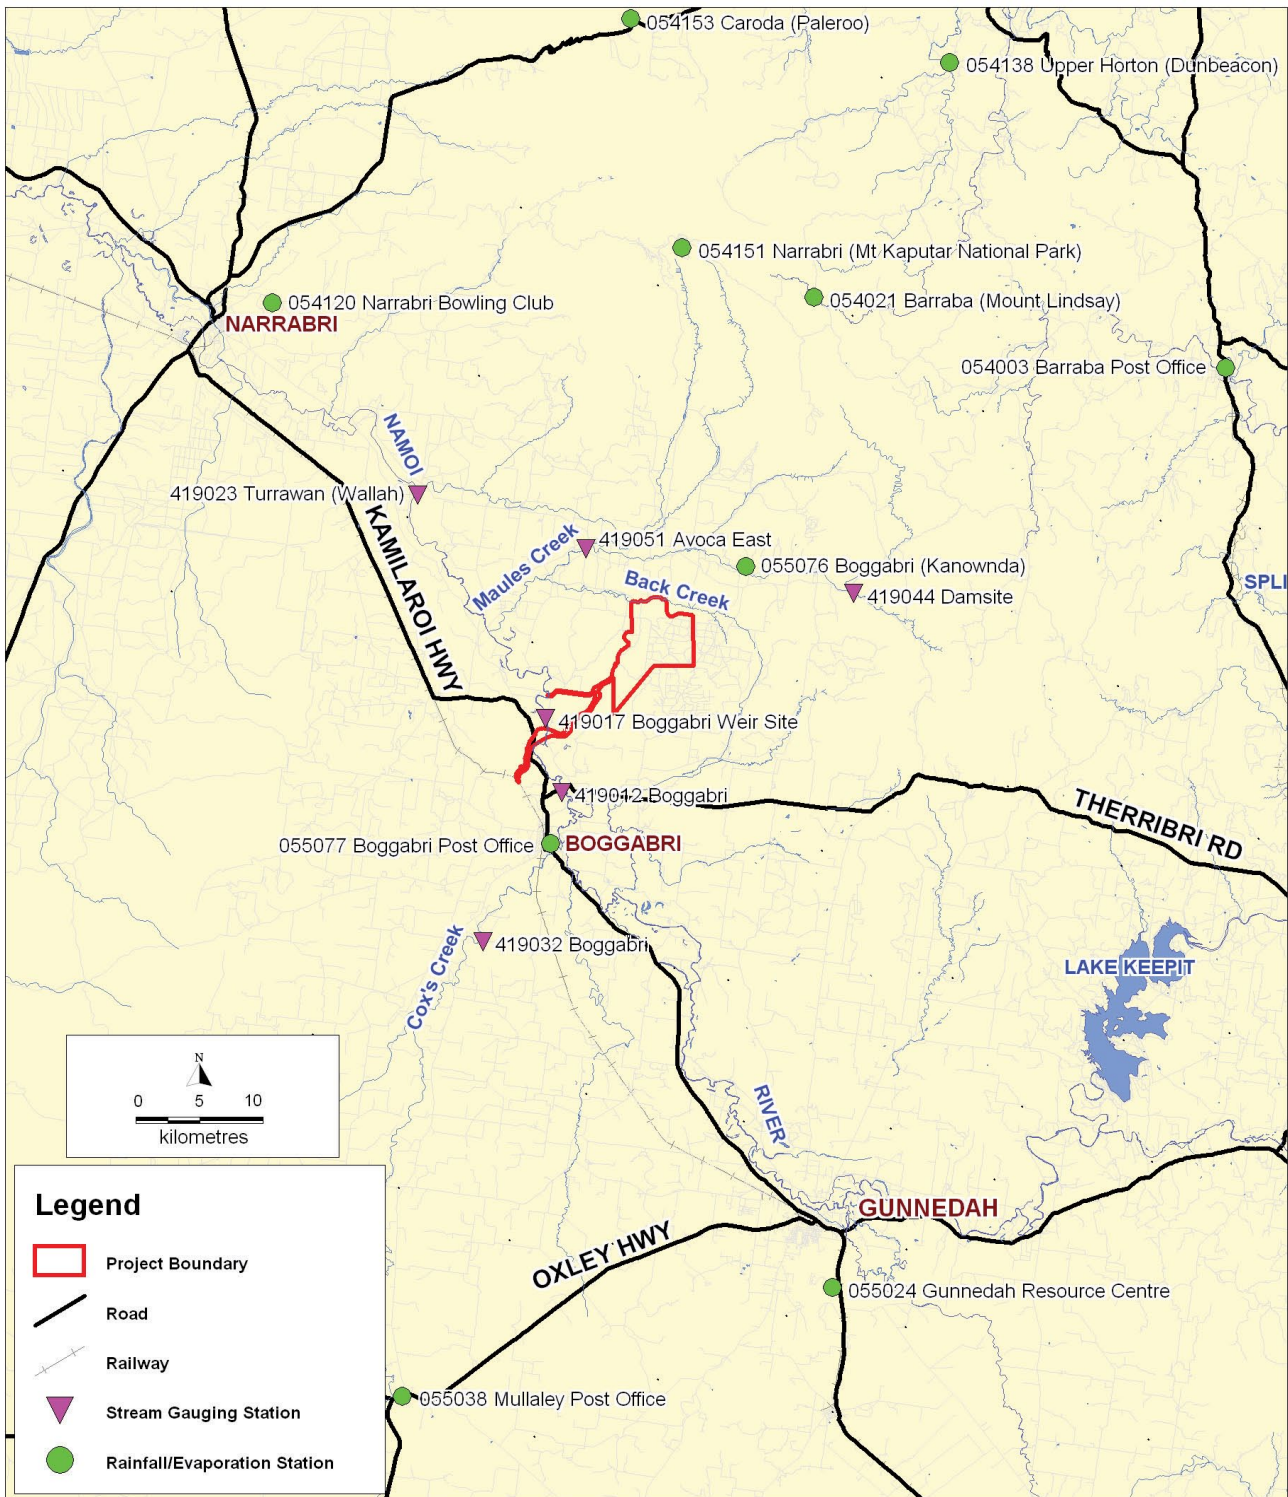 054153 Caroda (Paleroo)
054138 Upper Horton (Dunbeacon)
054151 Narrabri (Mt Kaputar National Park)
054021 Barraba (Mount Lindsay)
054120 Narrabri Bowling Club
NARRABRI
054003 Barraba Post Office
NAMOI
419023 Turrawan (Wallah)
KAMILAROI HWY
419051 Avoca East
Maules Creek
055076 Boggabri (Kanownda)
Back Creek
419044 Damsite
SPLI
419017 Boggabri Weir Site
419012 Boggabri
THERRIBRI RD
055077 Boggabri Post Office
BOGGABRI
419032 Boggabri
Cox's Creek
LAKE KEEPIT
N
0 5 10
kilometres
RIVER
GUNNEDAH
OXLEY HWY
055024 Gunnedah Resource Centre
055038 Mullaley Post Office
Legend
Project Boundary
Road
Railway
Stream Gauging Station
Rainfall/Evaporation Station